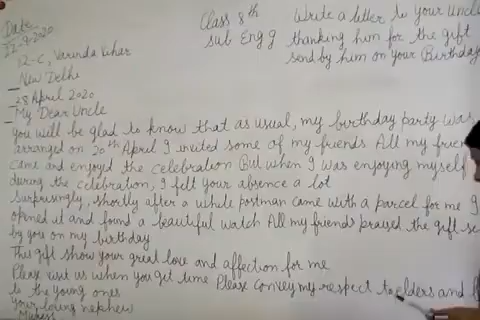 Date
22-9-2020
Class 8th
sub Eng g
Write a letter to your Uncle
thanking him for the gift
send by him on your Birthday
12-C, Varinda Vihar
New Delhi
28 April 2020
My Dear Uncle
you will be glad to know that as usual, my birthday party was
arranged on 20th April I invited some of my friends All my frien
came and enjoyed the celebration But when I was enjoying myself
during the celebration, I felt your absence a lot
Surprisingly, shortly after a while postman came with a parcel for me I
opened it and found a beautiful watch All my friends praised the gift se
by you on my birthday
This gift show your great love and affection for me
Please visit us when you get time Please convey my respect to elders and
to the young ones
your loving nephew